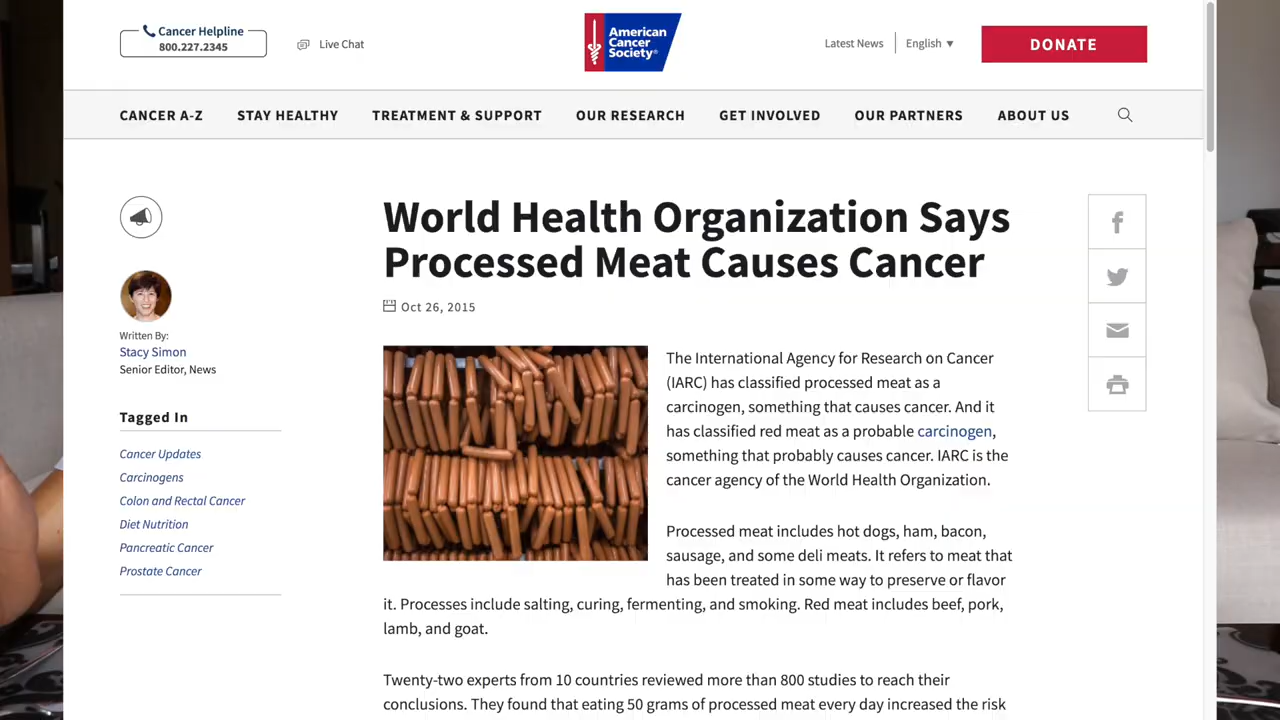 Cancer Helpline
800.227.2345
Live Chat
American
Cancer
Society®
Latest News
English
DONATE
CANCER A-Z
STAY HEALTHY
TREATMENT & SUPPORT
OUR RESEARCH
GET INVOLVED
OUR PARTNERS
ABOUT US
World Health Organization Says
Processed Meat Causes Cancer
Oct 26, 2015
Written By:
Stacy Simon
Senior Editor, News
Tagged In
Cancer Updates
Carcinogens
Colon and Rectal Cancer
Diet Nutrition
Pancreatic Cancer
Prostate Cancer
The International Agency for Research on Cancer
(IARC) has classified processed meat as a
carcinogen, something that causes cancer. And it
has classified red meat as a probable carcinogen,
something that probably causes cancer. IARC is the
cancer agency of the World Health Organization.
Processed meat includes hot dogs, ham, bacon,
sausage, and some deli meats. It refers to meat that
has been treated in some way to preserve or flavor
it. Processes include salting, curing, fermenting, and smoking. Red meat includes beef, pork,
lamb, and goat.
Twenty-two experts from 10 countries reviewed more than 800 studies to reach their
conclusions. They found that eating 50 grams of processed meat every day increased the risk